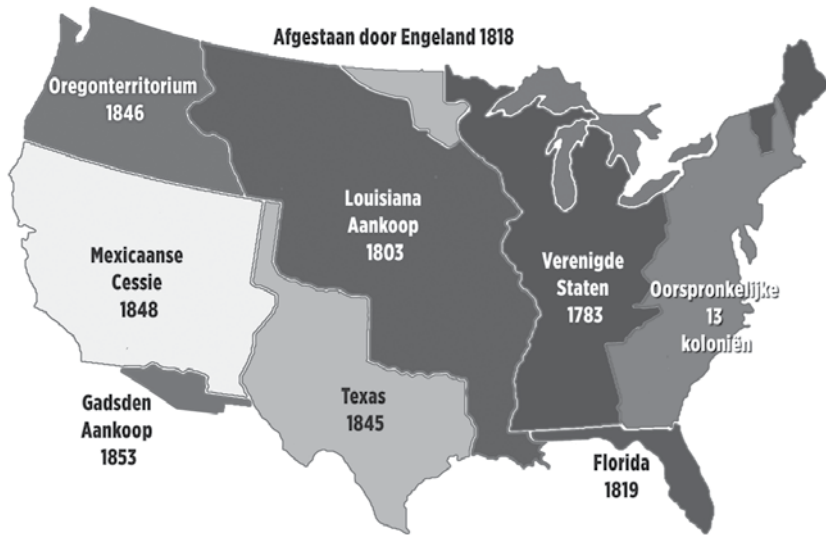 Afgestaan door Engeland 1818
Oregonterritorium
1846
Louisiana
Aankoop
1803
Mexicaanse
Cessie
1848
Verenigde
Staten
1783
Oorspronkelijke
13
koloniën
Gadsden
Aankoop
1853
Texas
1845
Florida
1819